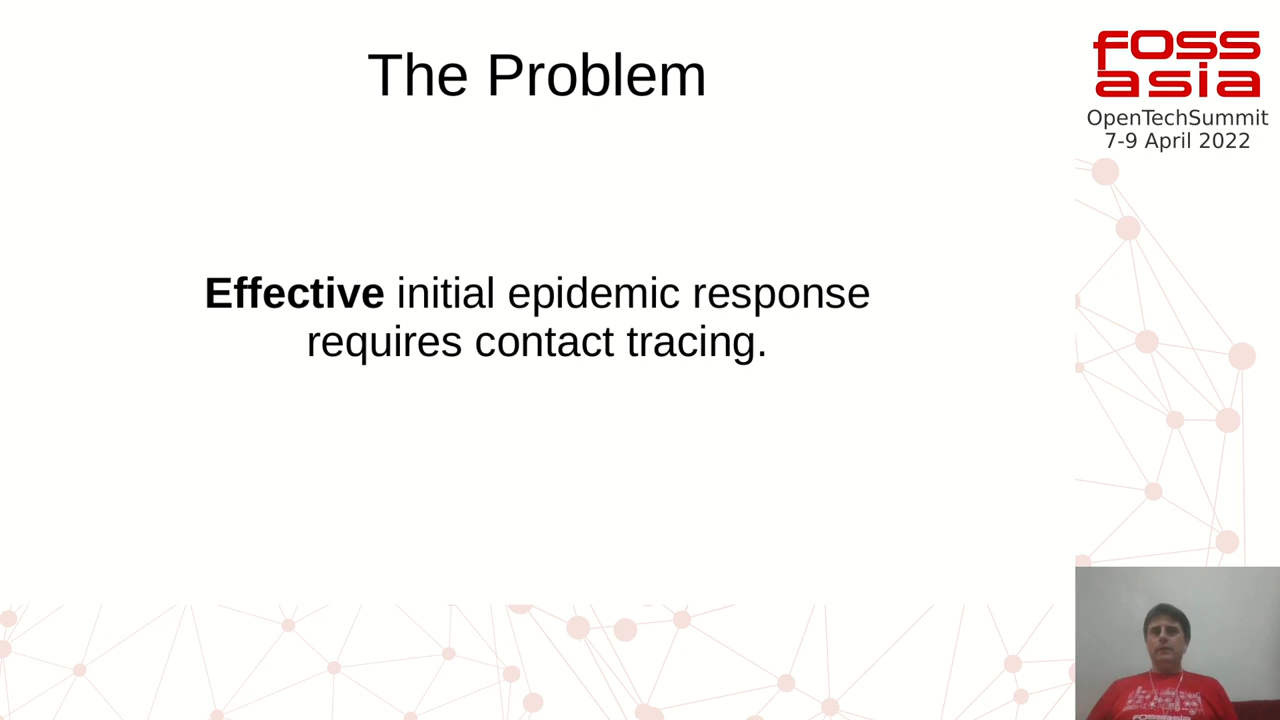 The Problem
Effective initial epidemic response
requires contact tracing.
foss
asia
OpenTechSummit
7-9 April 2022